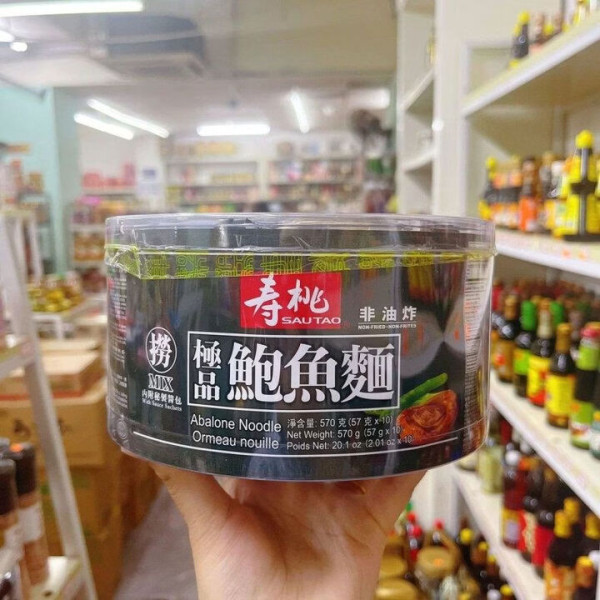 寿桃
SAUTAO
非油炸
NON-FRIED • NON-FRITES
撈
MIX
內附秘製醬包
With Sauce Sachets
極品
鮑魚麵
Abalone Noodle
Ormeau nouille
淨含量: 570 克 (57 克 x 10)
Net Weight: 570 g (57 g x 10
Poids Net: 20.1 oz (2.01 oz x 10